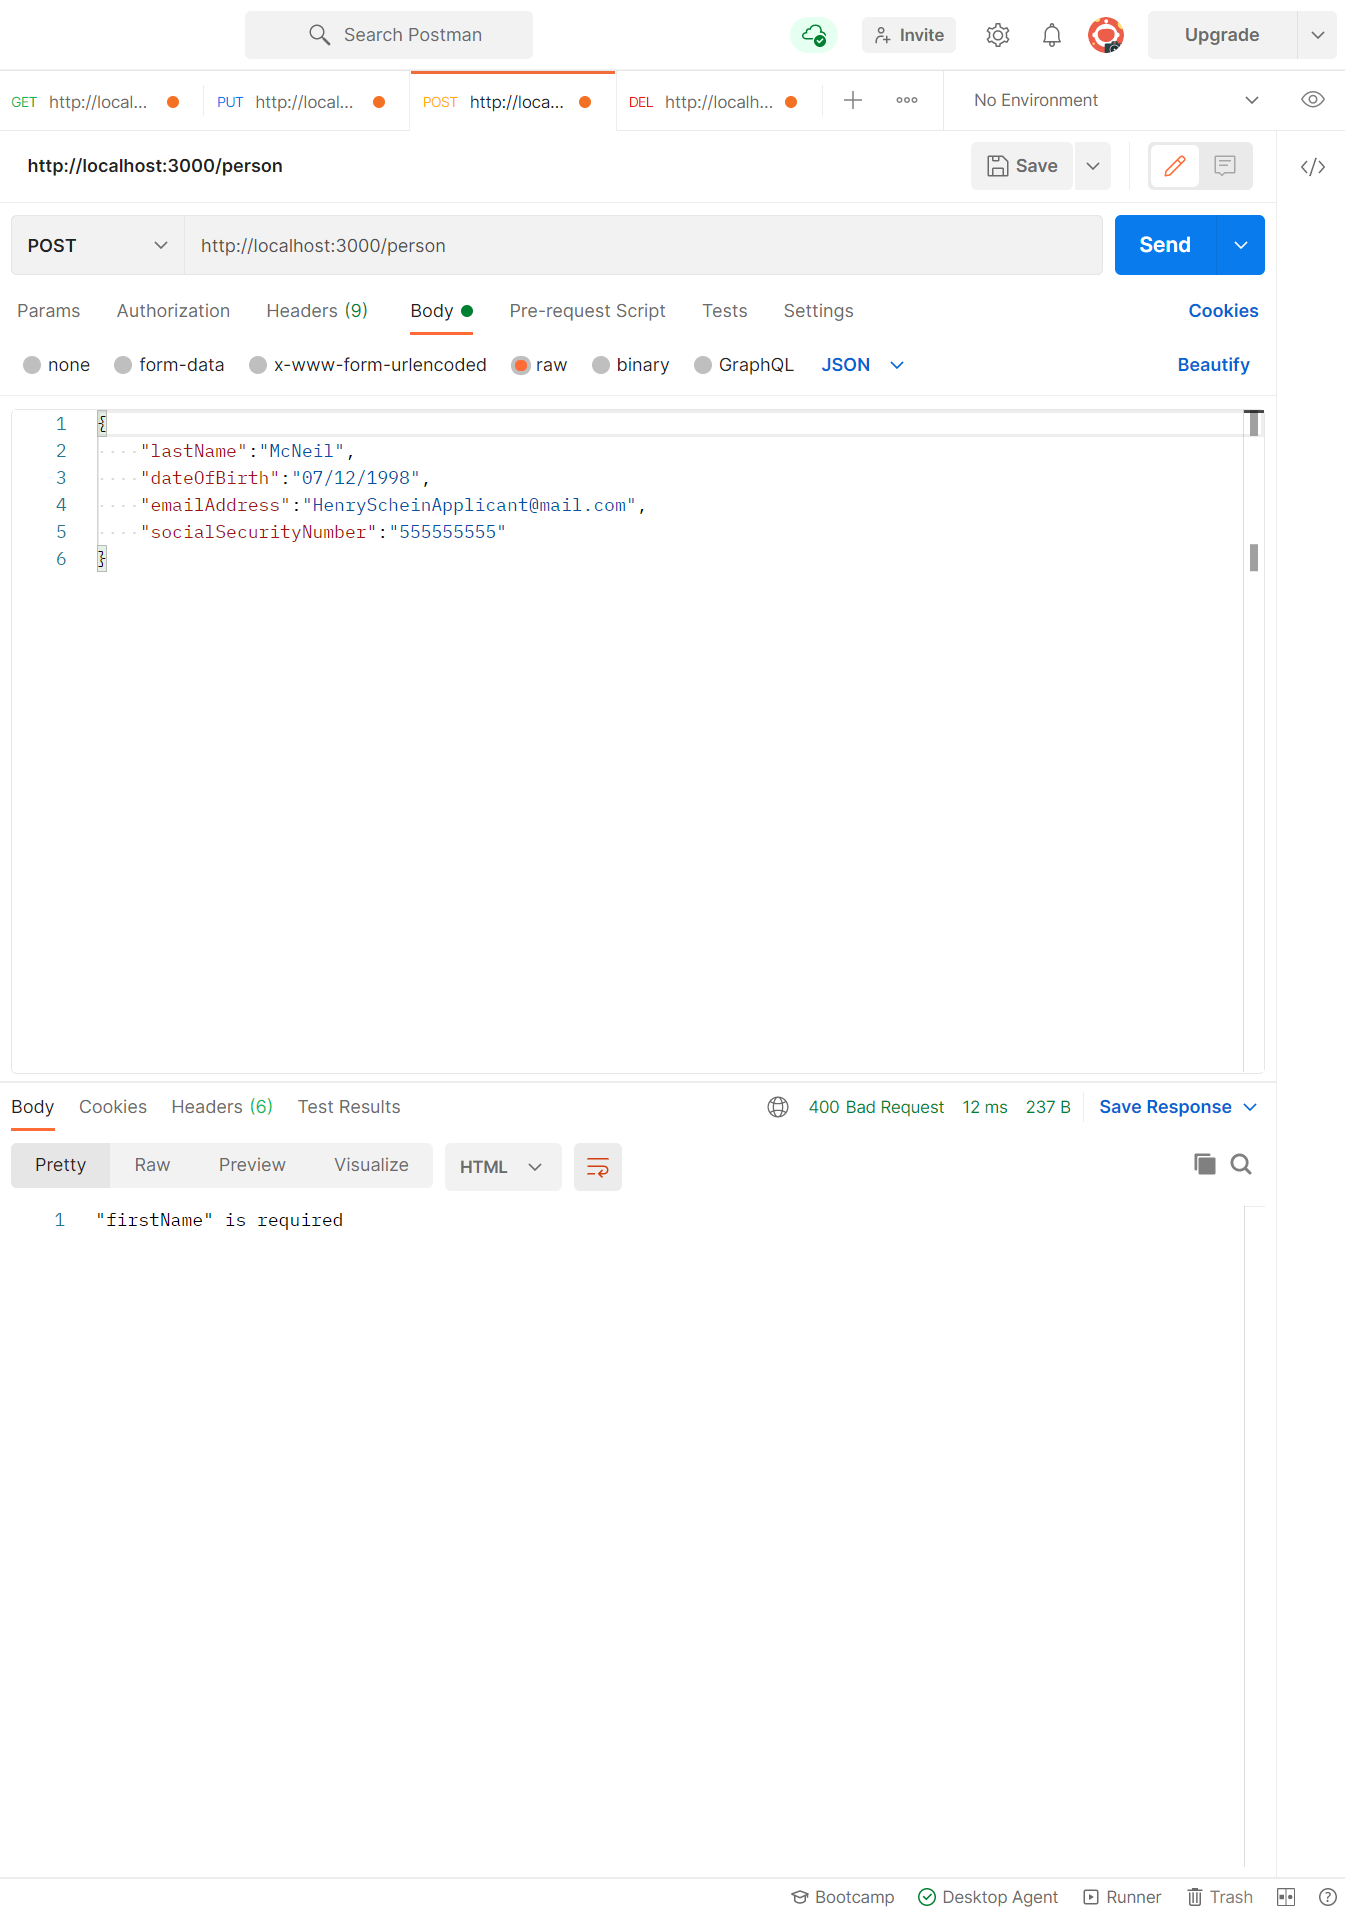 Search Postman
Invite
Upgrade
GET http://local...
PUT http://local...
POST http://loca...
DEL http://localh...
No Environment
http://localhost:3000/person
Save
POST
http://localhost:3000/person
Send
Params Authorization Headers (9) Body Pre-request Script Tests Settings Cookies
none form-data x-www-form-urlencoded raw binary GraphQL JSON Beautify
1 {
2 "lastName":"McNeil",
3 "dateOfBirth":"07/12/1998",
4 "emailAddress":"HenryScheinApplicant@mail.com",
5 "socialSecurityNumber":"555555555"
6 }
Body Cookies Headers (6) Test Results 400 Bad Request 12 ms 237 B Save Response
Pretty Raw Preview Visualize HTML
1 "firstName" is required
Bootcamp Desktop Agent Runner Trash